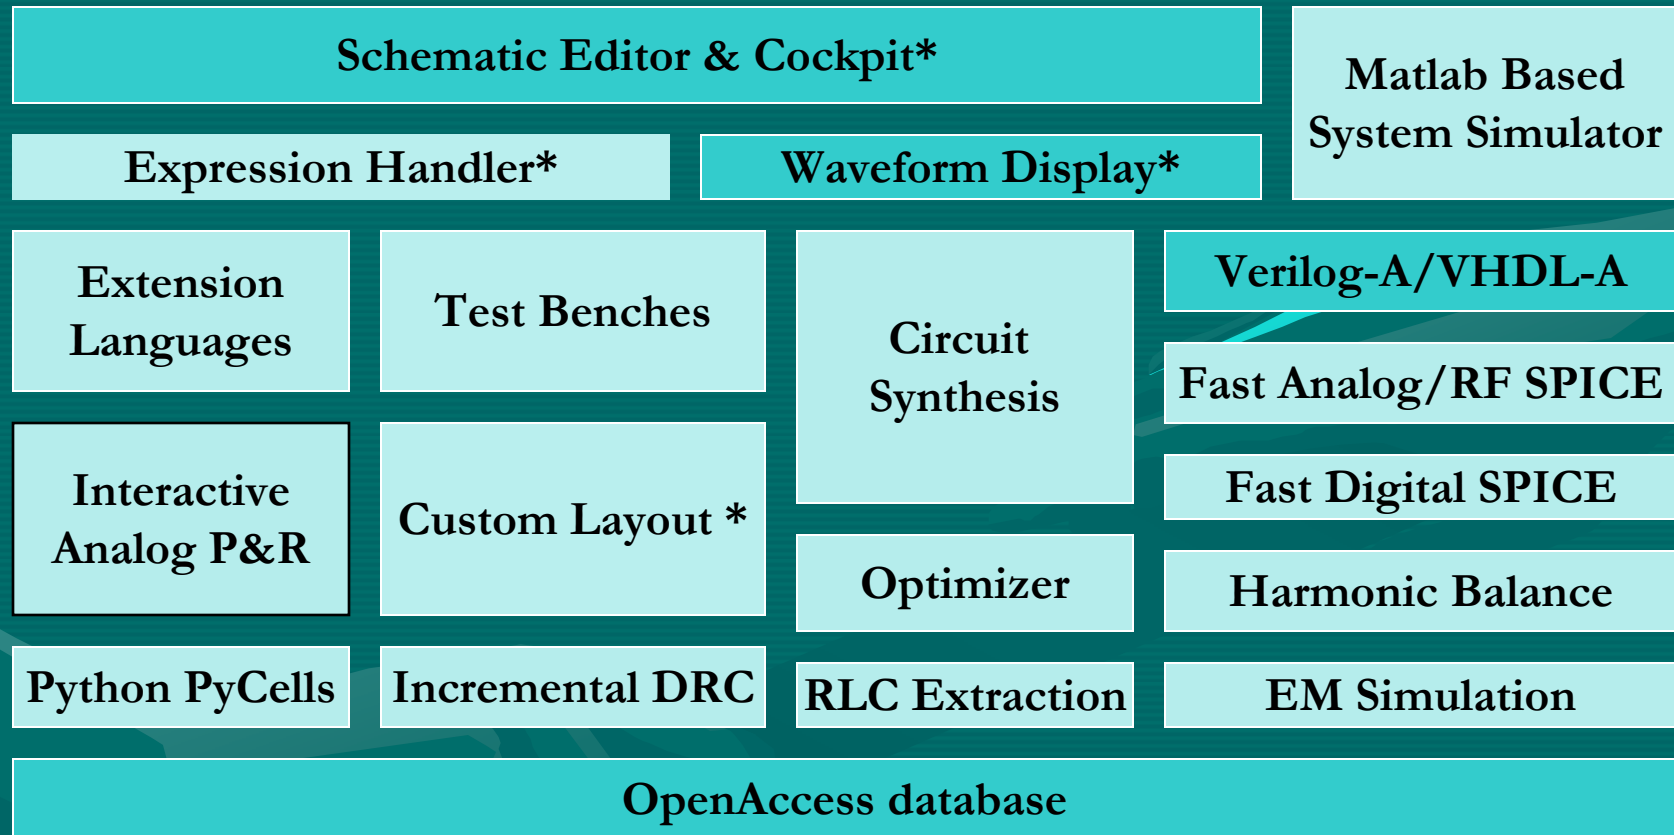 Schematic Editor & Cockpit*
Matlab Based
System Simulator
Expression Handler*
Waveform Display*
Extension
Languages
Test Benches
Circuit
Synthesis
Verilog-A/VHDL-A
Fast Analog/RF SPICE
Interactive
Analog P&R
Custom Layout *
Fast Digital SPICE
Optimizer
Harmonic Balance
Python PyCells
Incremental DRC
RLC Extraction
EM Simulation
OpenAccess database